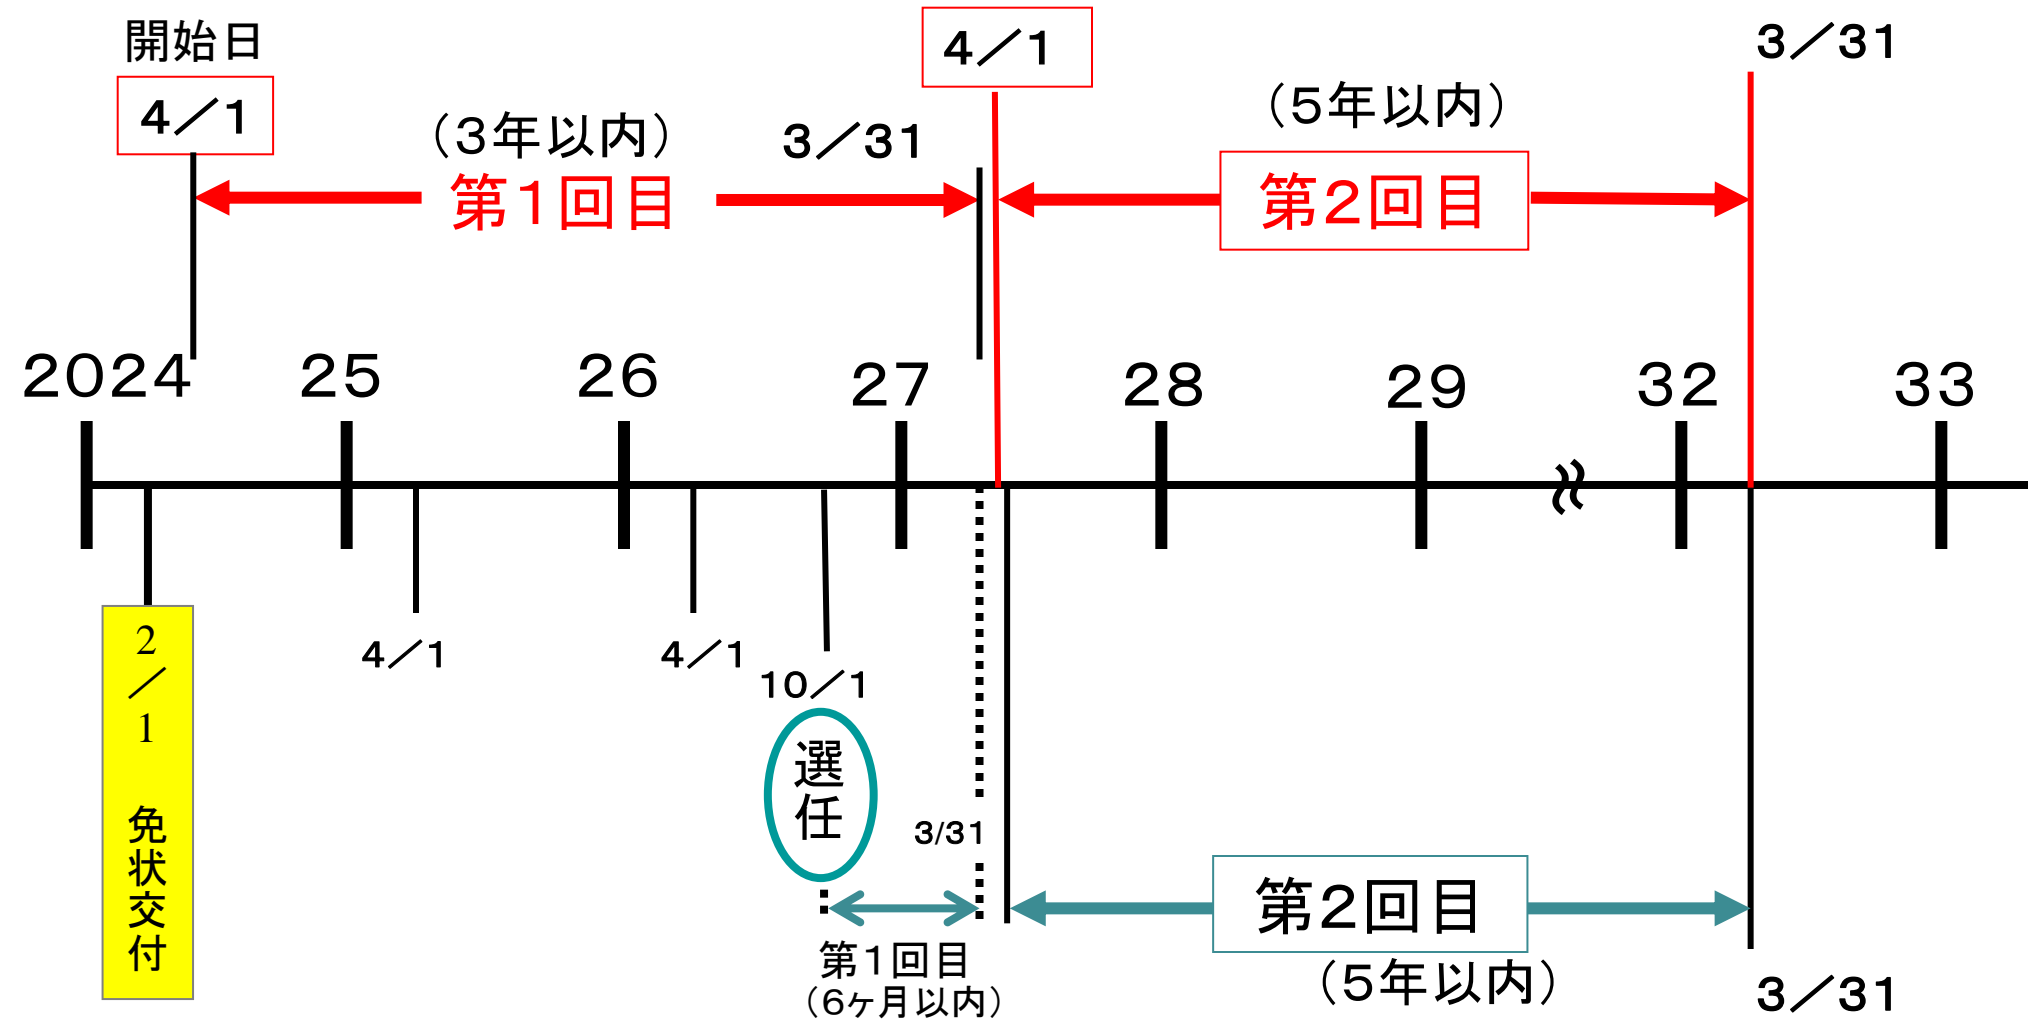 開始日
４／１
（３年以内）
第１回目
３／３１
４／１
（５年以内）
第２回目
３／３１
２０２４
２５
２６
２７
２８
２９
３２
３３
２／１　免状交付
４／１
４／１
１０／１
選任
3/31
第１回目
（６ヶ月以内）
第２回目
（５年以内）
３／３１